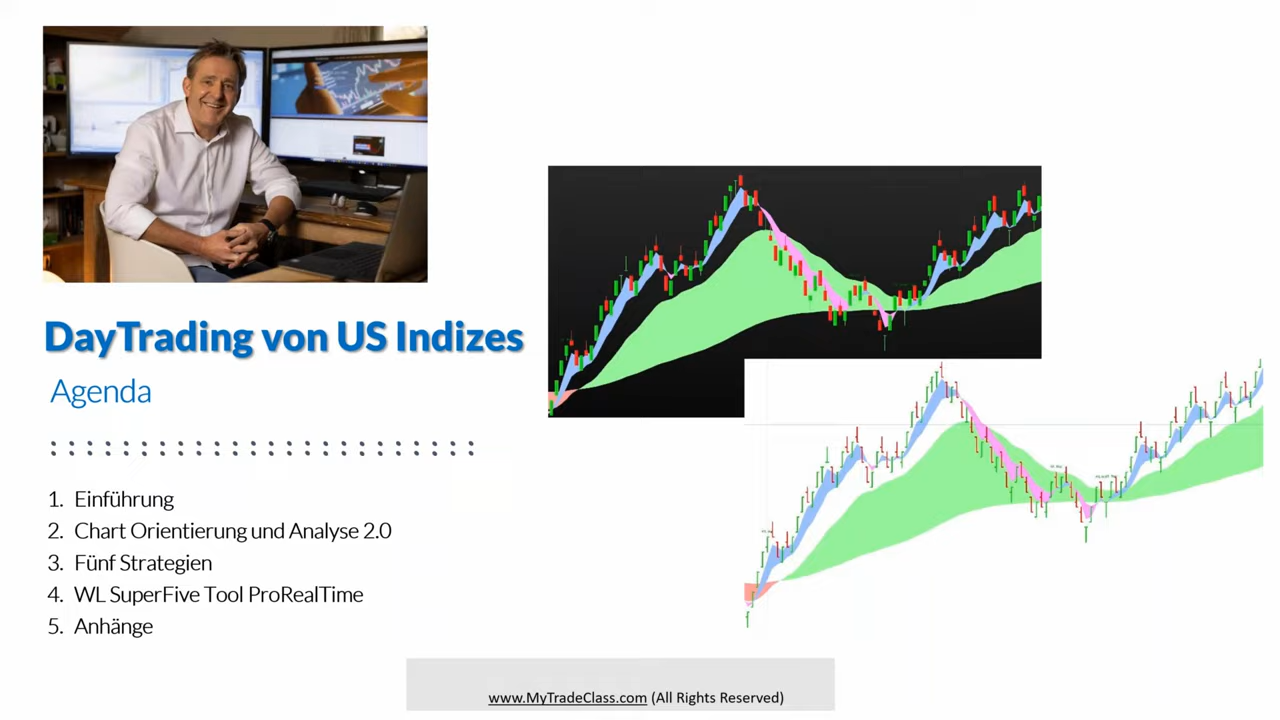 DayTrading von US Indizes
Agenda
1. Einführung
2. Chart Orientierung und Analyse 2.0
3. Fünf Strategien
4. WL SuperFive Tool ProRealTime
5. Anhänge
www.MyTradeClass.com (All Rights Reserved)